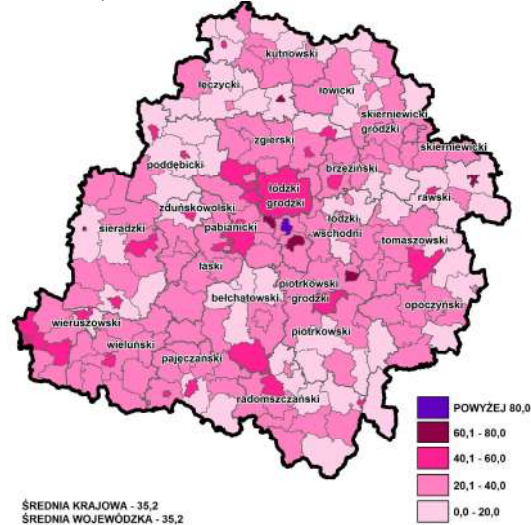 kutnowski
łęczycki
łowicki
skierniewicki
grodzki
zgierski
skierniewicki
brzeziński
poddębicki
łódzki
grodzki
rawski
zduńskowolski
łódzki
wschodni
sieradzki
pabianicki
tomaszowski
łaski
piotrkowski
grodzki
bełchatowski
opoczyński
wieruszowski
piotrkowski
wieluński
pajęczański
radomszczański
POWYŻEJ 80,0
60,1 - 80,0
40,1 - 60,0
20,1 - 40,0
0,0 - 20,0
ŚREDNIA KRAJOWA - 35,2
ŚREDNIA WOJEWÓDZKA - 35,2